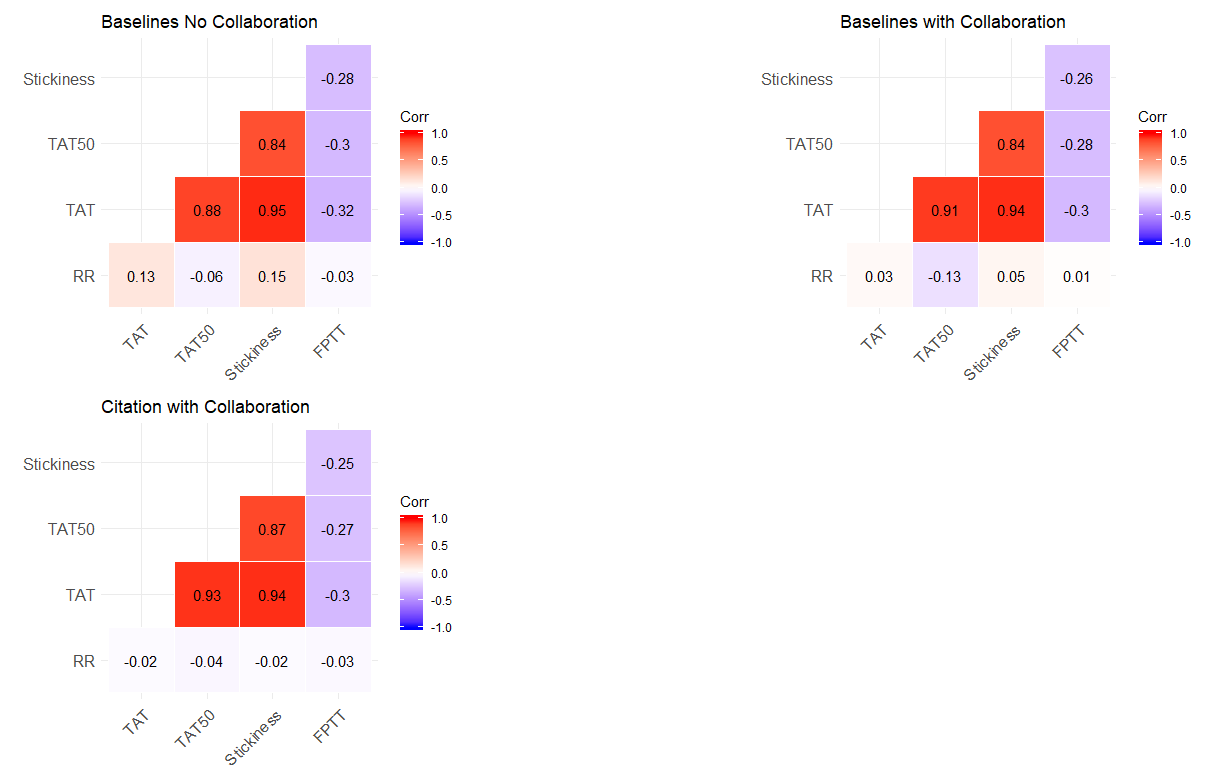 Baselines No Collaboration
Stickiness
-0.28
TAT50
0.84
-0.3
TAT
0.88
0.95
-0.32
RR
0.13
-0.06
0.15
-0.03
TAT
TAT50
Stickiness
FPTT
Corr
1.0
0.5
0.0
-0.5
-1.0
Baselines with Collaboration
Stickiness
-0.26
TAT50
0.84
-0.28
TAT
0.91
0.94
-0.3
RR
0.03
-0.13
0.05
0.01
TAT
TAT50
Stickiness
FPTT
Corr
1.0
0.5
0.0
-0.5
-1.0
Citation with Collaboration
Stickiness
-0.25
TAT50
0.87
-0.27
TAT
0.93
0.94
-0.3
RR
-0.02
-0.04
-0.02
-0.03
TAT
TAT50
Stickiness
FPTT
Corr
1.0
0.5
0.0
-0.5
-1.0